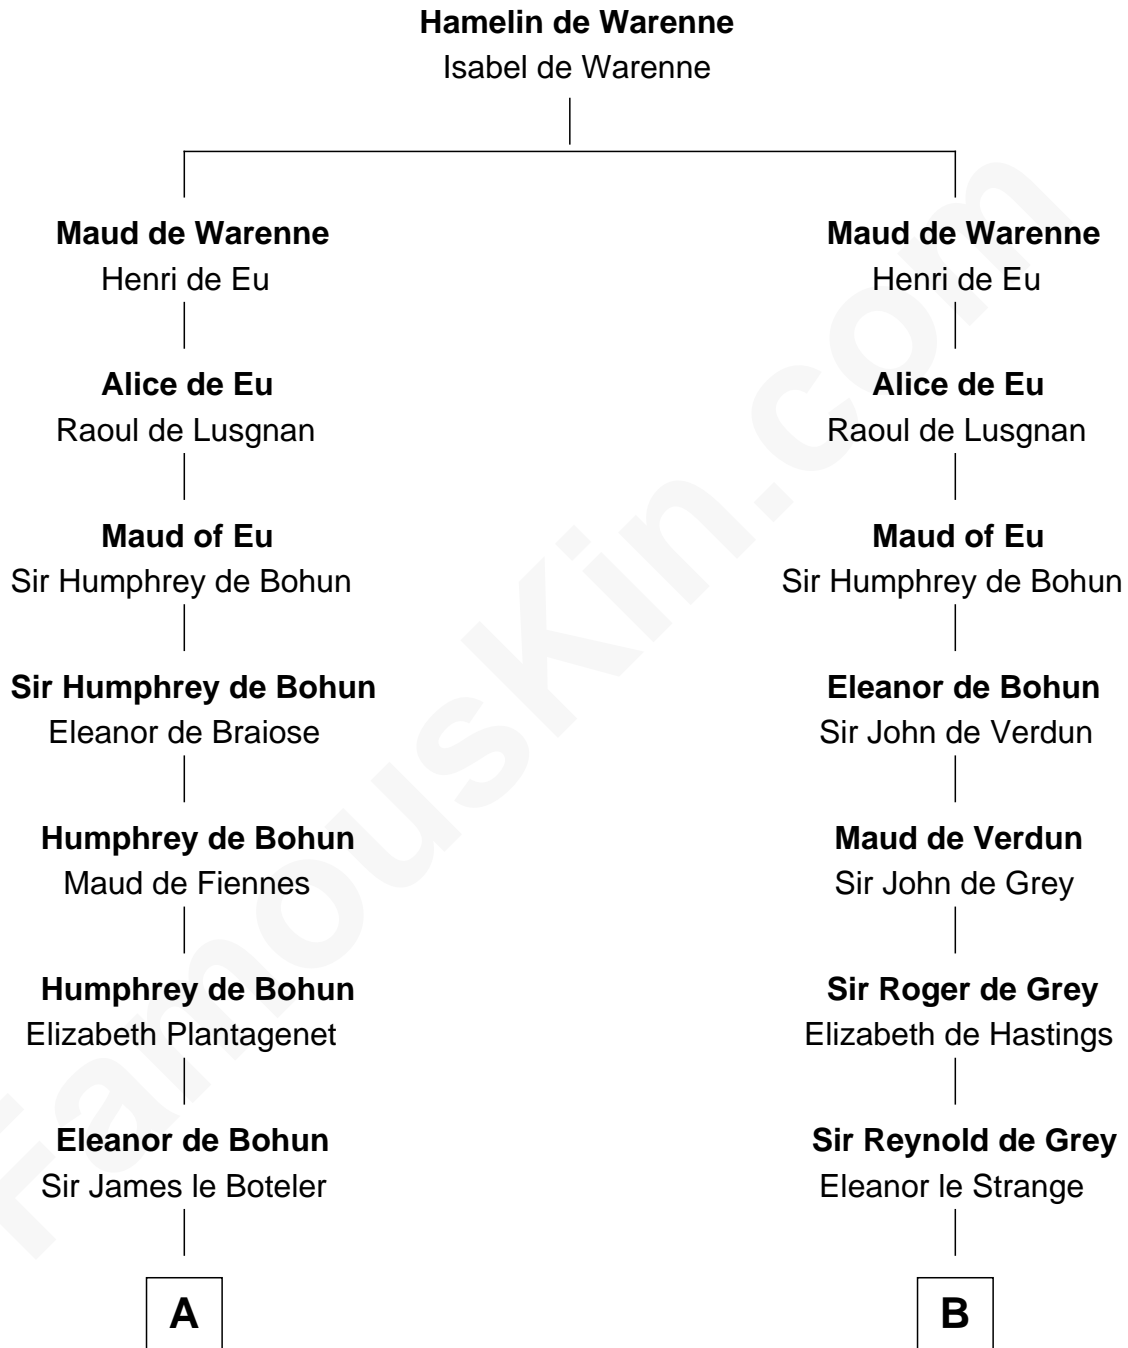 Hamelin de Warenne
Isabel de Warenne
Maud de Warenne
Henri de Eu
Maud de Warenne
Henri de Eu
Alice de Eu
Raoul de Lusgnan
Alice de Eu
Raoul de Lusgnan
Maud of Eu
Sir Humphrey de Bohun
Maud of Eu
Sir Humphrey de Bohun
Sir Humphrey de Bohun
Eleanor de Braiose
Eleanor de Bohun
Sir John de Verdun
Humphrey de Bohun
Maud de Fiennes
Maud de Verdun
Sir John de Grey
Humphrey de Bohun
Elizabeth Plantagenet
Sir Roger de Grey
Elizabeth de Hastings
Eleanor de Bohun
Sir James le Boteler
Sir Reynold de Grey
Eleanor le Strange
A
B
FamousKin.com